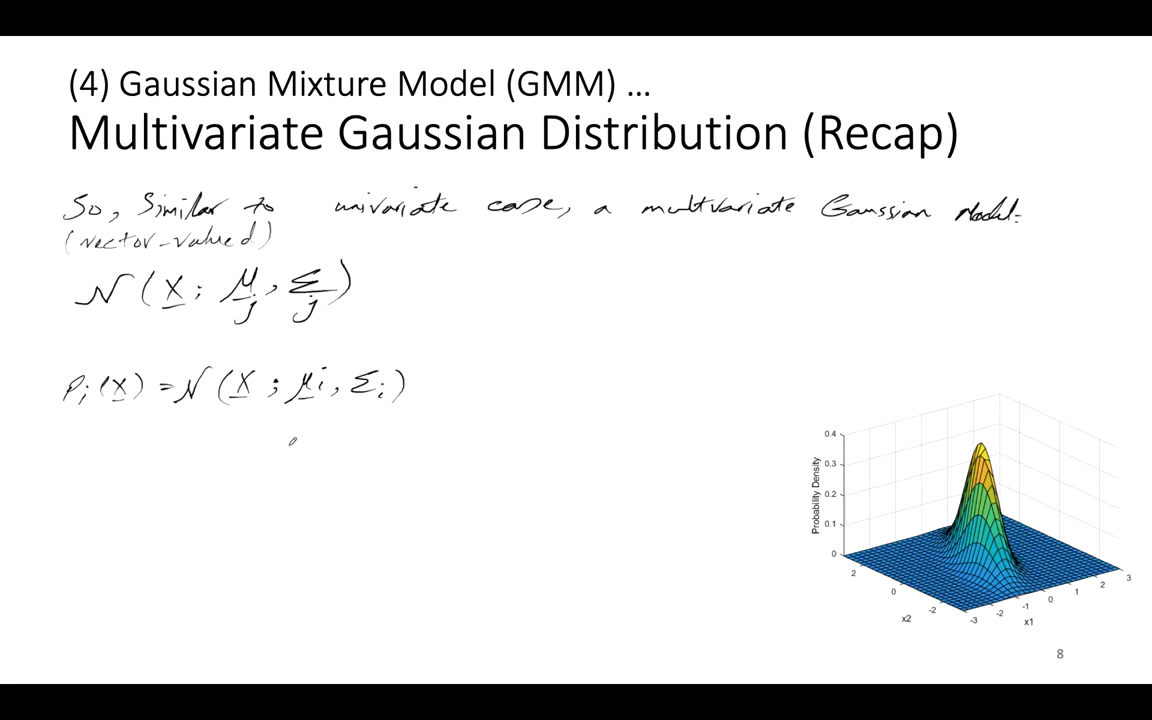 (4) Gaussian Mixture Model (GMM) ...
Multivariate Gaussian Distribution (Recap)
So, Similar to univariate case, a multivariate Gaussian Model:
(vector-valued)
N (x; μj, Σj)
Pi(x) = N (x; μi, Σi)
0.4
0.3
0.2
0.1
0
Probability Density
2
0
-2
x2
-3
-2
-1
0
1
2
3
x1
8